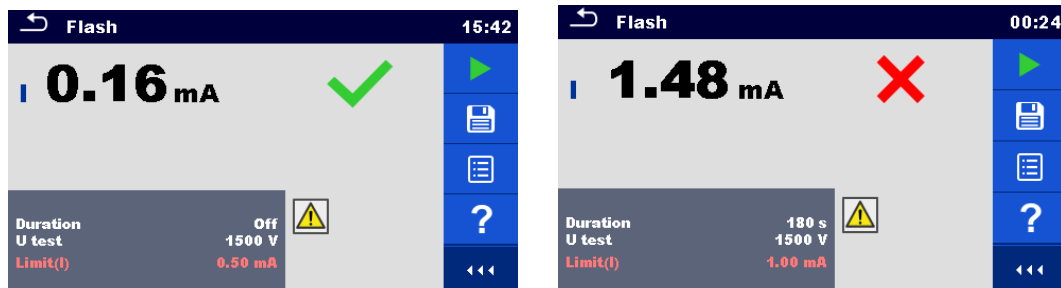 Flash 15:42
I 0.16 mA
Duration Off
U test 1500 V
Limit(I) 0.50 mA
?
Flash 00:24
I 1.48 mA
Duration 180 s
U test 1500 V
Limit(I) 1.00 mA
?